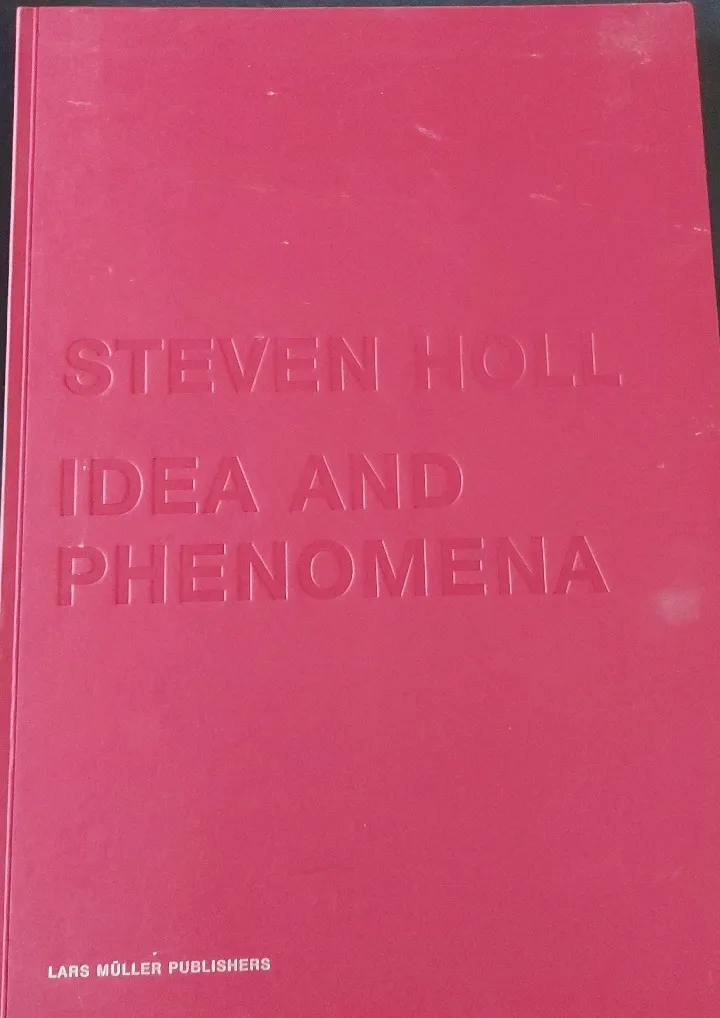 STEVEN HOLL
IDEA AND
PHENOMENA
LARS MÜLLER PUBLISHERS